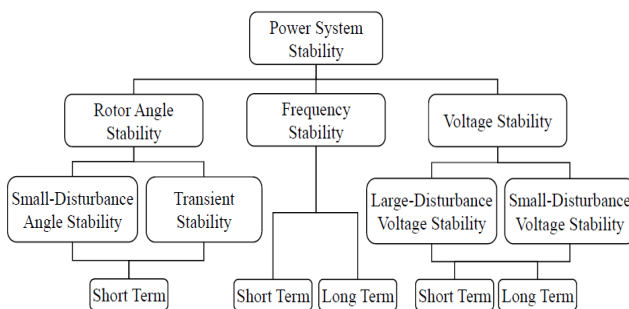 Power System
Stability
Rotor Angle
Stability
Frequency
Stability
Voltage Stability
Small-Disturbance
Angle Stability
Transient
Stability
Large-Disturbance
Voltage Stability
Small-Disturbance
Voltage Stability
Short Term
Short Term
Long Term
Short Term
Long Term